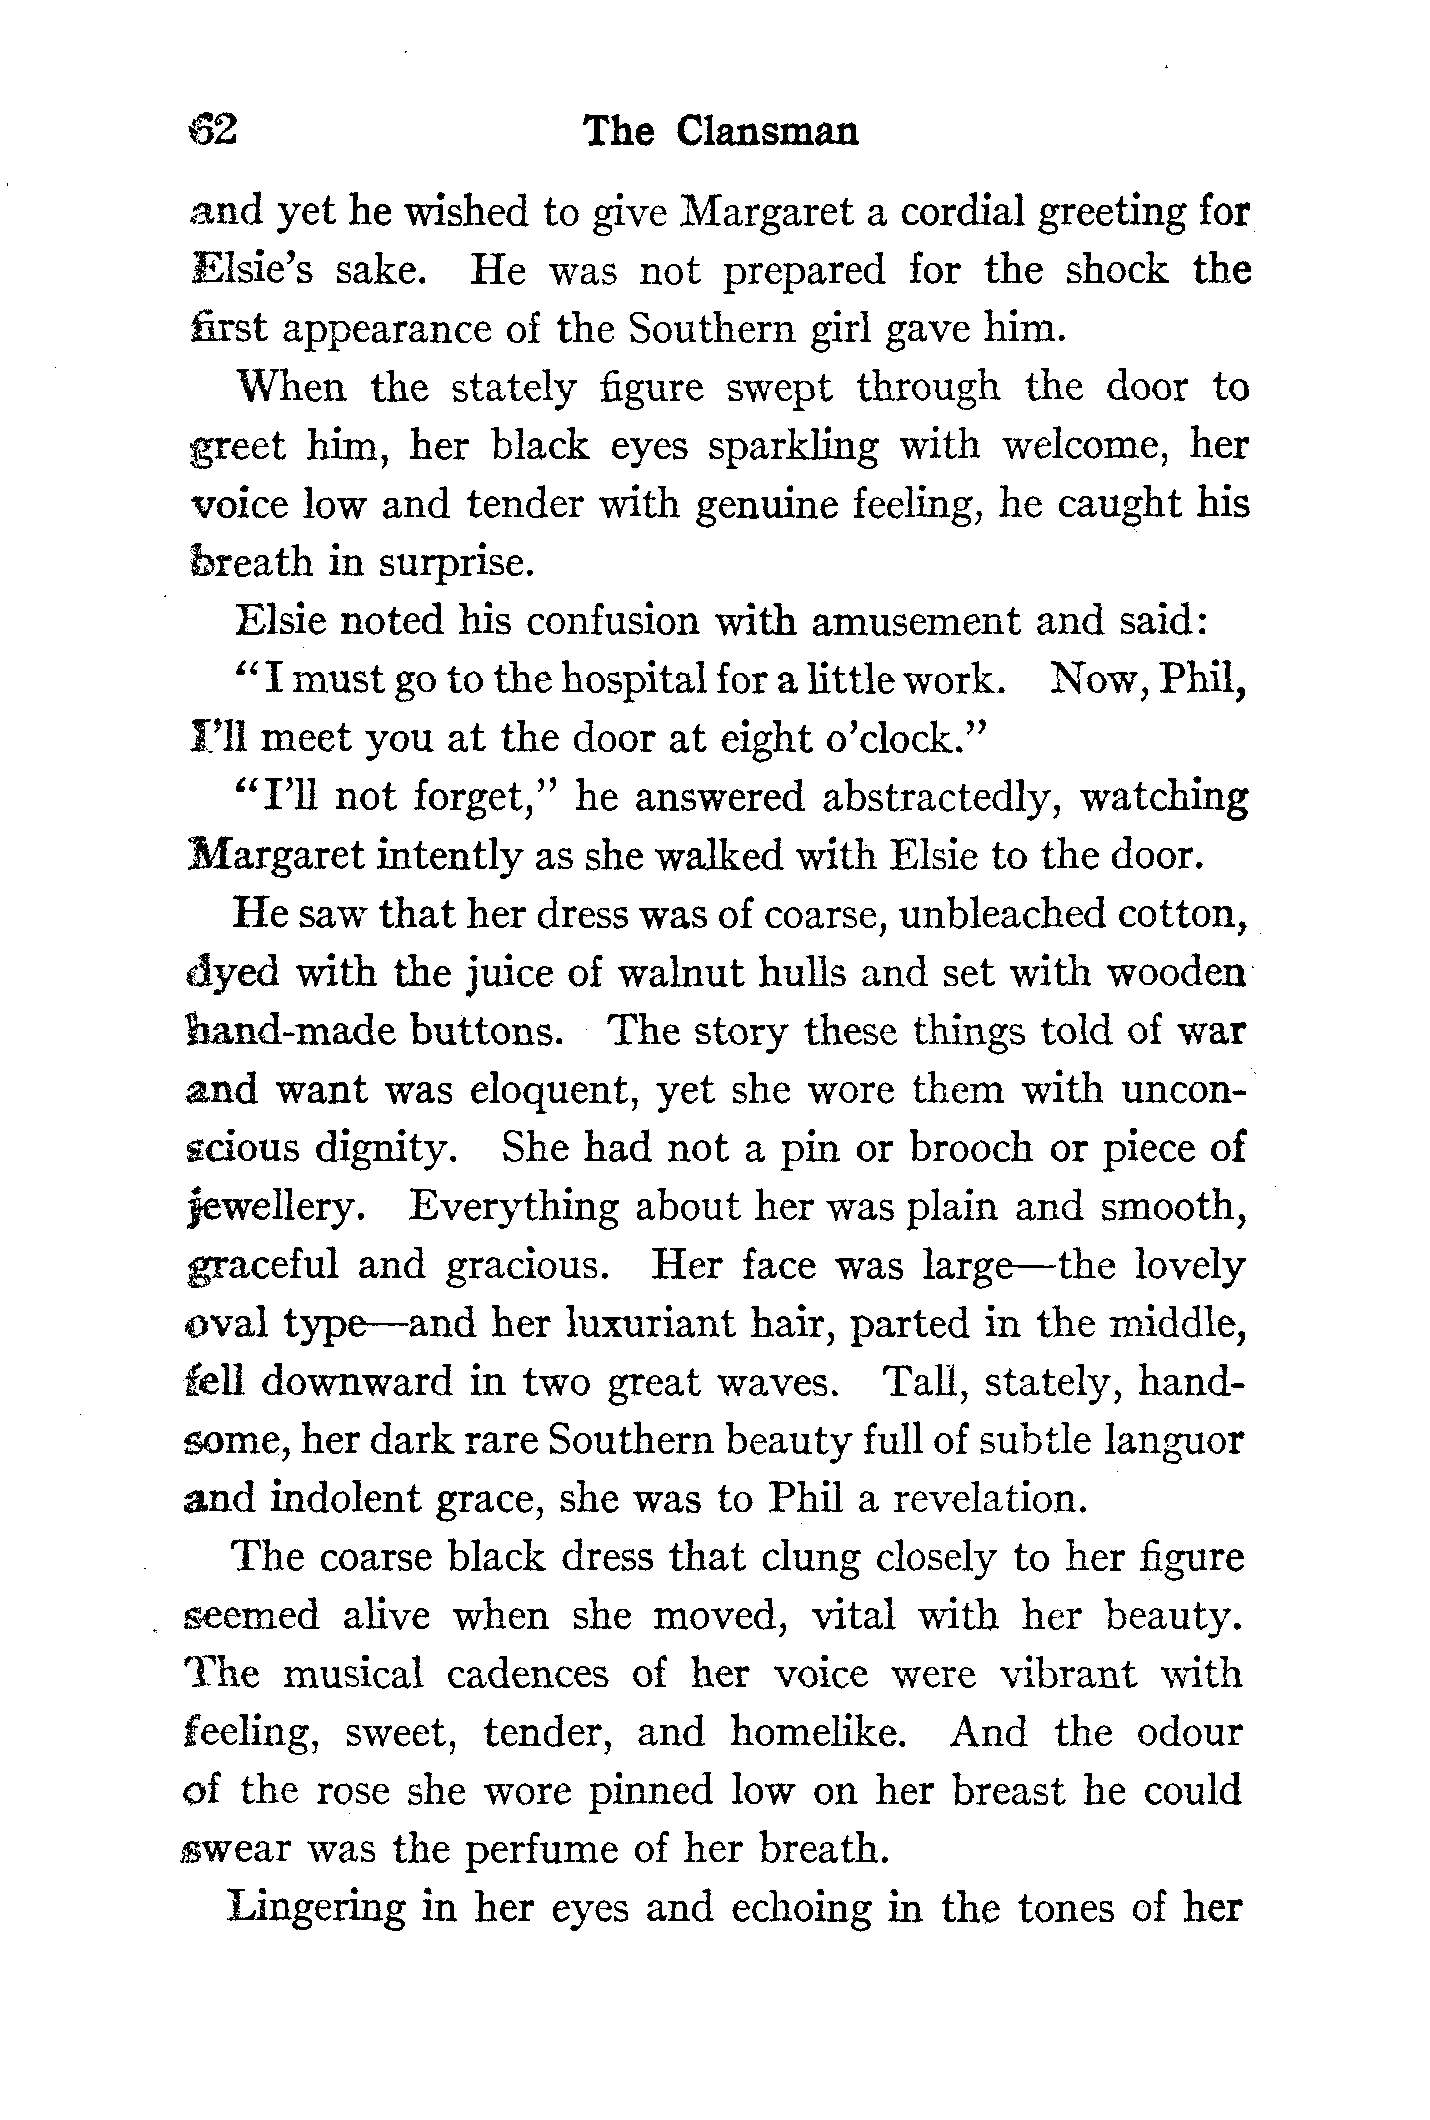 62 The Clansman
and yet he wished to give Margaret a cordial greeting for
Elsie's sake. He was not prepared for the shock the
first appearance of the Southern girl gave him.
When the stately figure swept through the door to
greet him, her black eyes sparkling with welcome, her
voice low and tender with genuine feeling, he caught his
breath in surprise.
Elsie noted his confusion with amusement and said:
"I must go to the hospital for a little work. Now, Phil,
I'll meet you at the door at eight o'clock."
"I'll not forget," he answered abstractedly, watching
Margaret intently as she walked with Elsie to the door.
He saw that her dress was of coarse, unbleached cotton,
dyed with the juice of walnut hulls and set with wooden
hand-made buttons. The story these things told of war
and want was eloquent, yet she wore them with uncon-
scious dignity. She had not a pin or brooch or piece of
jewellery. Everything about her was plain and smooth,
graceful and gracious. Her face was large—the lovely
oval type—and her luxuriant hair, parted in the middle,
fell downward in two great waves. Tall, stately, hand-
some, her dark rare Southern beauty full of subtle languor
and indolent grace, she was to Phil a revelation.
The coarse black dress that clung closely to her figure
seemed alive when she moved, vital with her beauty.
The musical cadences of her voice were vibrant with
feeling, sweet, tender, and homelike. And the odour
of the rose she wore pinned low on her breast he could
swear was the perfume of her breath.
Lingering in her eyes and echoing in the tones of her